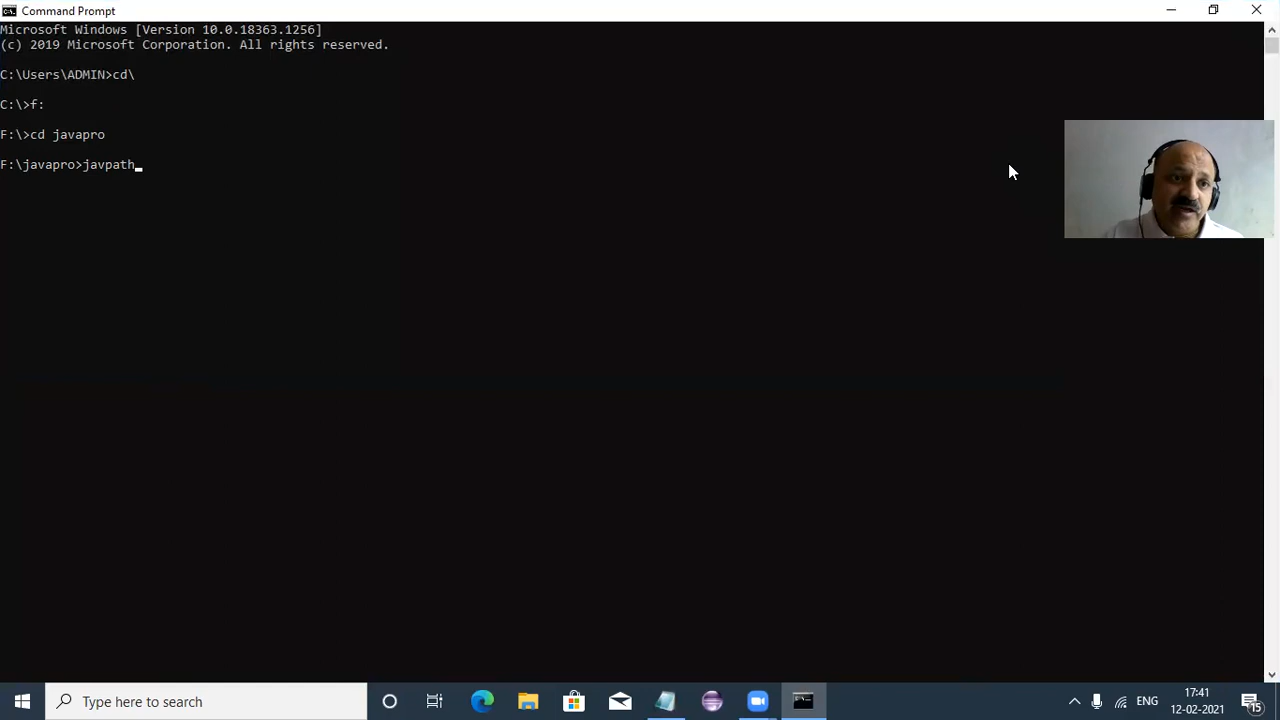 Command Prompt
Microsoft Windows [Version 10.0.18363.1256]
(c) 2019 Microsoft Corporation. All rights reserved.
C:\Users\ADMIN>cd\
C:\>f:
F:\>cd javapro
F:\javapro>javpath
Type here to search
ENG
17:41
12-02-2021
15